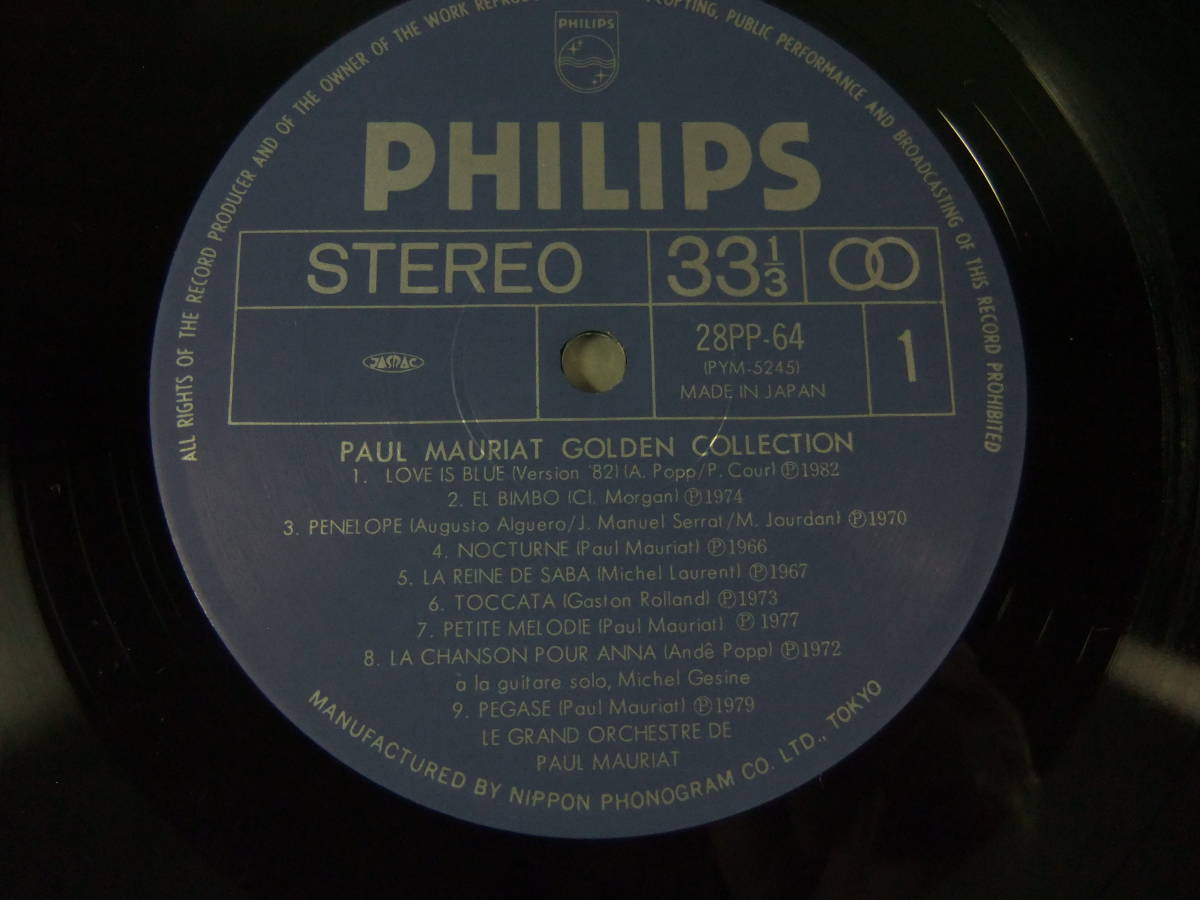 ALL RIGHTS OF THE RECORD PRODUCER AND OF THE OWNER OF THE WORK COPYING, PUBLIC PERFORMANCE AND BROADCASTING OF THIS RECORD PROHIBITED
PHILIPS
PHILIPS
STEREO 33 1/3
JASRAC 28PP-64 1
(PYM-5245)
MADE IN JAPAN
PAUL MAURIAT GOLDEN COLLECTION
1. LOVE IS BLUE (Version '82) (A. Popp/P. Cour) ℗1982
2. EL BIMBO (Cl. Morgan) ℗1974
3. PENELOPE (Augusto Alguero/J. Manuel Serrat/M. Jourdan) ℗1970
4. NOCTURNE (Paul Mauriat) ℗1966
5. LA REINE DE SABA (Michel Laurent) ℗1967
6. TOCCATA (Gaston Rolland) ℗1973
7. PETITE MELODIE (Paul Mauriat) ℗1977
8. LA CHANSON POUR ANNA (Andê Popp) ℗1972
a la guitare solo, Michel Gesine
9. PEGASE (Paul Mauriat) ℗1979
LE GRAND ORCHESTRE DE
PAUL MAURIAT
MANUFACTURED BY NIPPON PHONOGRAM CO. LTD., TOKYO